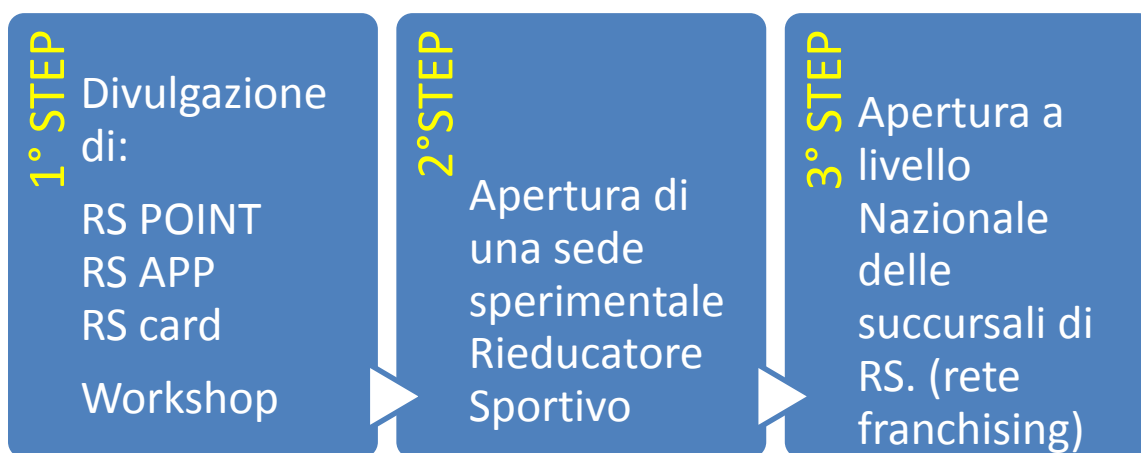 1° STEP
Divulgazione
di:
RS POINT
RS APP
RS card
Workshop
2°STEP
Apertura di
una sede
sperimentale
Rieducatore
Sportivo
3° STEP
Apertura a
livello
Nazionale
delle
succursali di
RS. (rete
franchising)